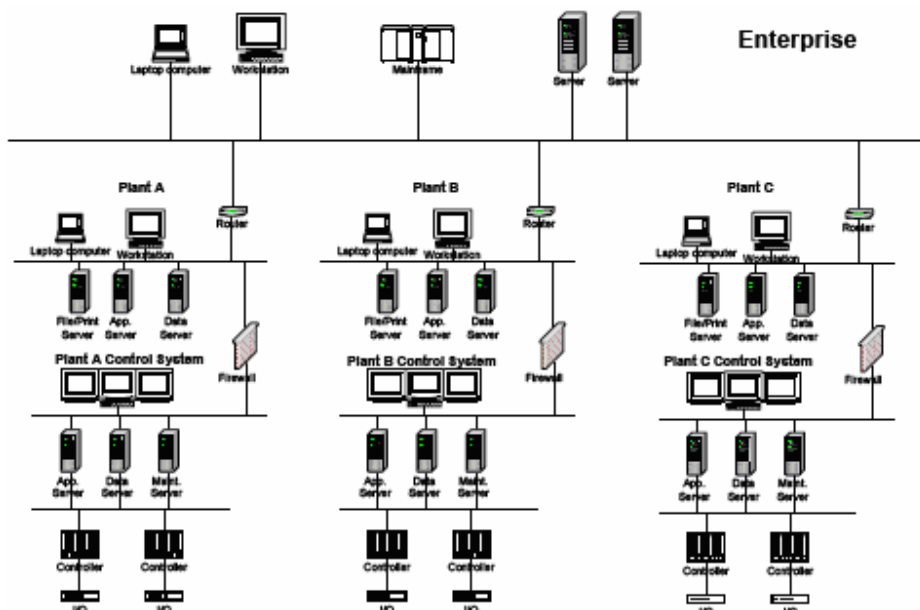 Enterprise
Laptop computer
Workstation
Mainframe
Server
Server
Plant A
Plant B
Plant C
Router
Router
Router
Laptop computer
Workstation
Laptop computer
Workstation
Laptop computer
Workstation
File/Print
Server
App.
Server
Data
Server
File/Print
Server
App.
Server
Data
Server
File/Print
Server
App.
Server
Data
Server
Plant A Control System
Firewall
Plant B Control System
Firewall
Plant C Control System
Firewall
App.
Server
Data
Server
Maint.
Server
App.
Server
Data
Server
Maint.
Server
App.
Server
Data
Server
Maint.
Server
Controller
Controller
Controller
Controller
Controller
Controller
I/O
I/O
I/O
I/O
I/O
I/O